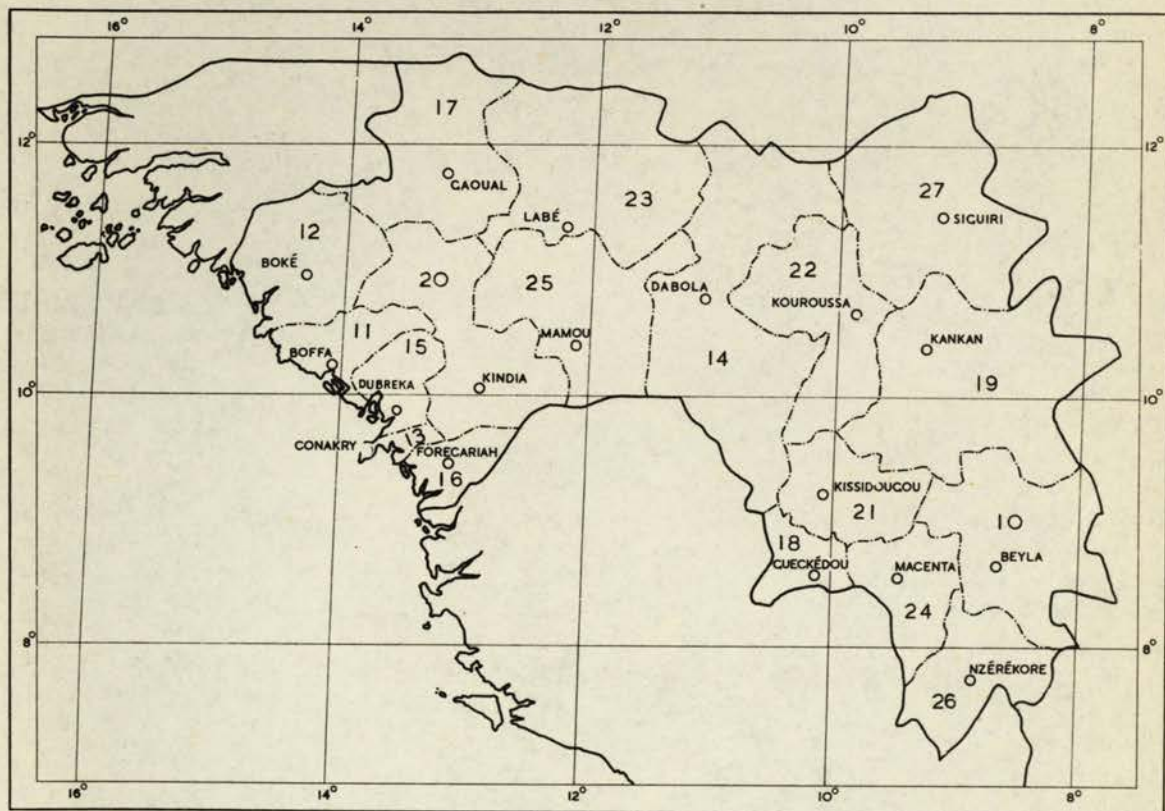 16° 14° 12° 10° 8°
12° 12°
10° 10°
8° 8°
16° 14° 12° 10° 8°
17
GAOUAL
23
LABÉ
27
SIGUIRI
12
BOKÉ
20
25
MAMOU
DABOLA
22
KOUROUSSA
11
BOFFA
15
DUBREKA
KINDIA
14
KANKAN
19
CONAKRY
13
FORECARIAH
16
KISSIDOUGOU
21
10
BEYLA
18
GUECKÉDOU
MACENTA
24
NZÉRÉKORE
26